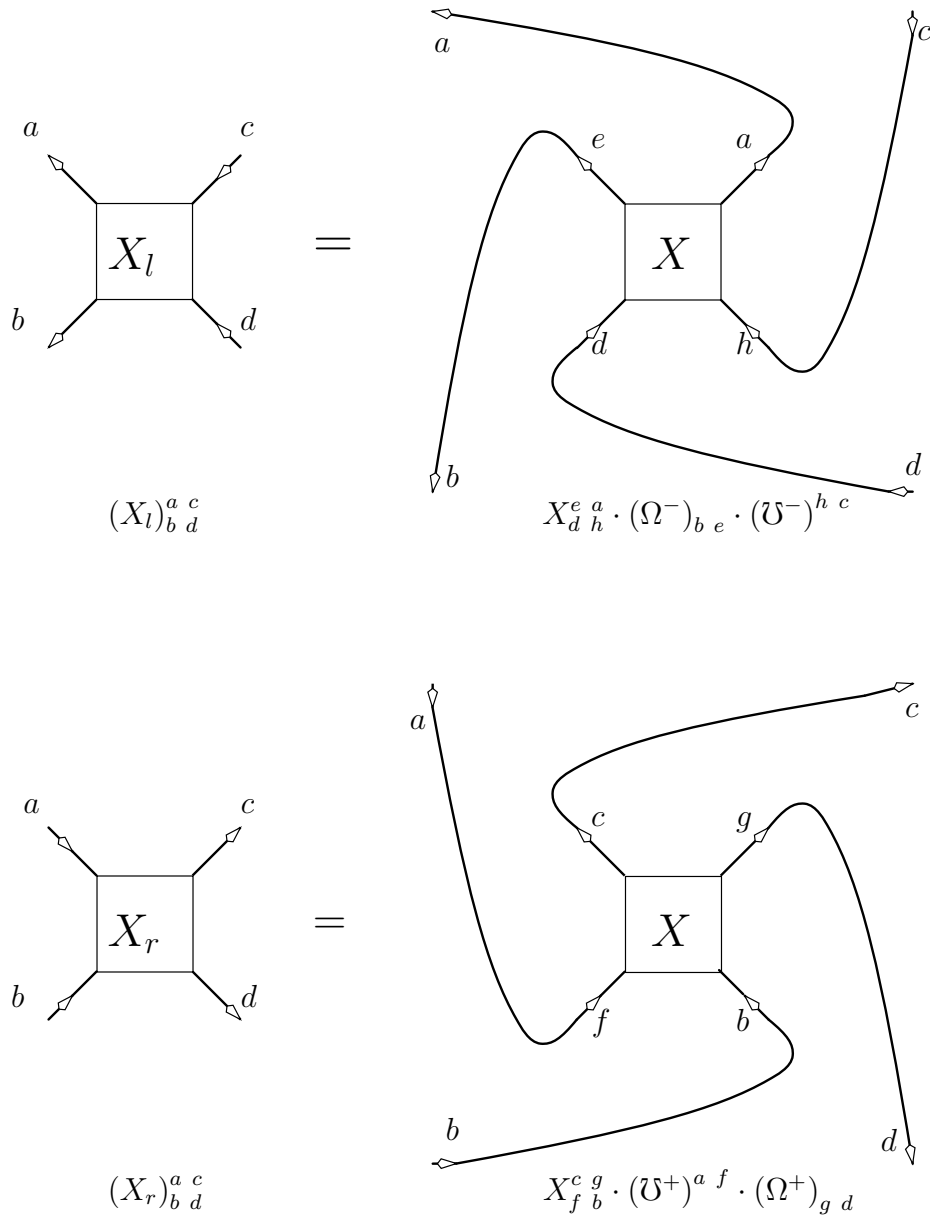 a c
e a
a c
X_l = X
b d
d h
b d
(X_l)^{a c}_{b d} X^{e a}_{d h} · (Ω^-)_{b e} · (℧^-)^{h c}
a c
a c
c g
X_r = X
b d
f b
b d
(X_r)^{a c}_{b d} X^{c g}_{f b} · (℧^+)^{a f} · (Ω^+)_{g d}